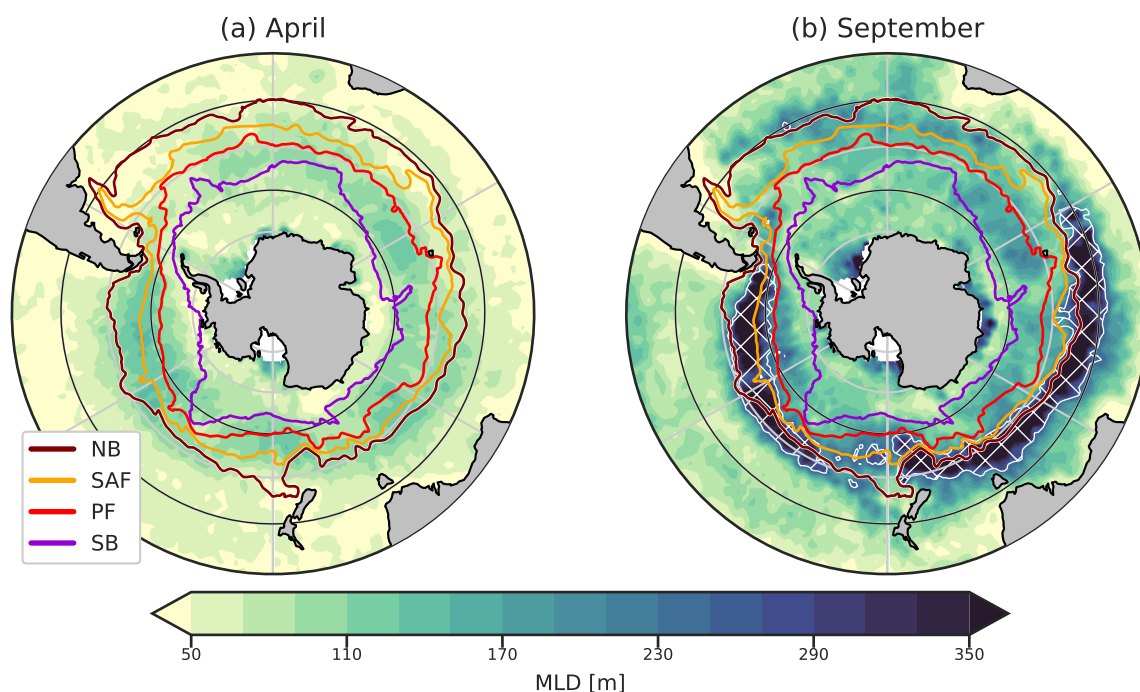 (a) April
(b) September
NB
SAF
PF
SB
50 110 170 230 290 350
MLD [m]